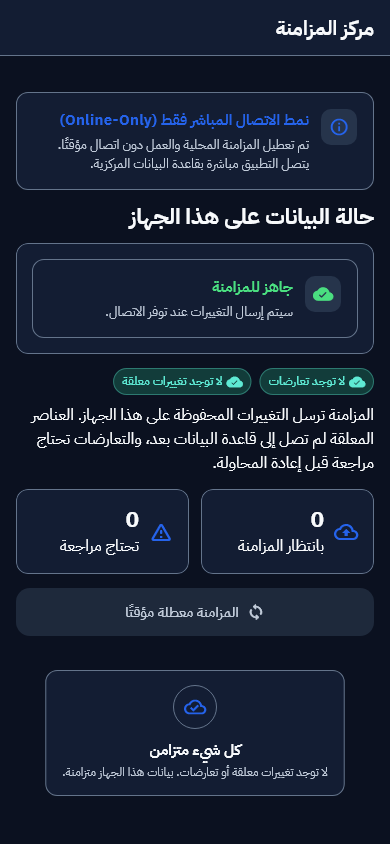 مركز المزامنة
نمط الاتصال المباشر فقط (Online-Only)
تم تعطيل المزامنة المحلية والعمل دون اتصال مؤقتًا.
يتصل التطبيق مباشرة بقاعدة البيانات المركزية.
حالة البيانات على هذا الجهاز
جاهز للمزامنة
سيتم إرسال التغييرات عند توفر الاتصال.
لا توجد تعارضات
لا توجد تغييرات معلقة
المزامنة ترسل التغييرات المحفوظة على هذا الجهاز. العناصر
المعلقة لم تصل إلى قاعدة البيانات بعد، والتعارضات تحتاج
مراجعة قبل إعادة المحاولة.
0
بانتظار المزامنة
0
تحتاج مراجعة
المزامنة معطلة مؤقتًا
كل شيء متزامن
لا توجد تغييرات معلقة أو تعارضات. بيانات هذا الجهاز متزامنة.